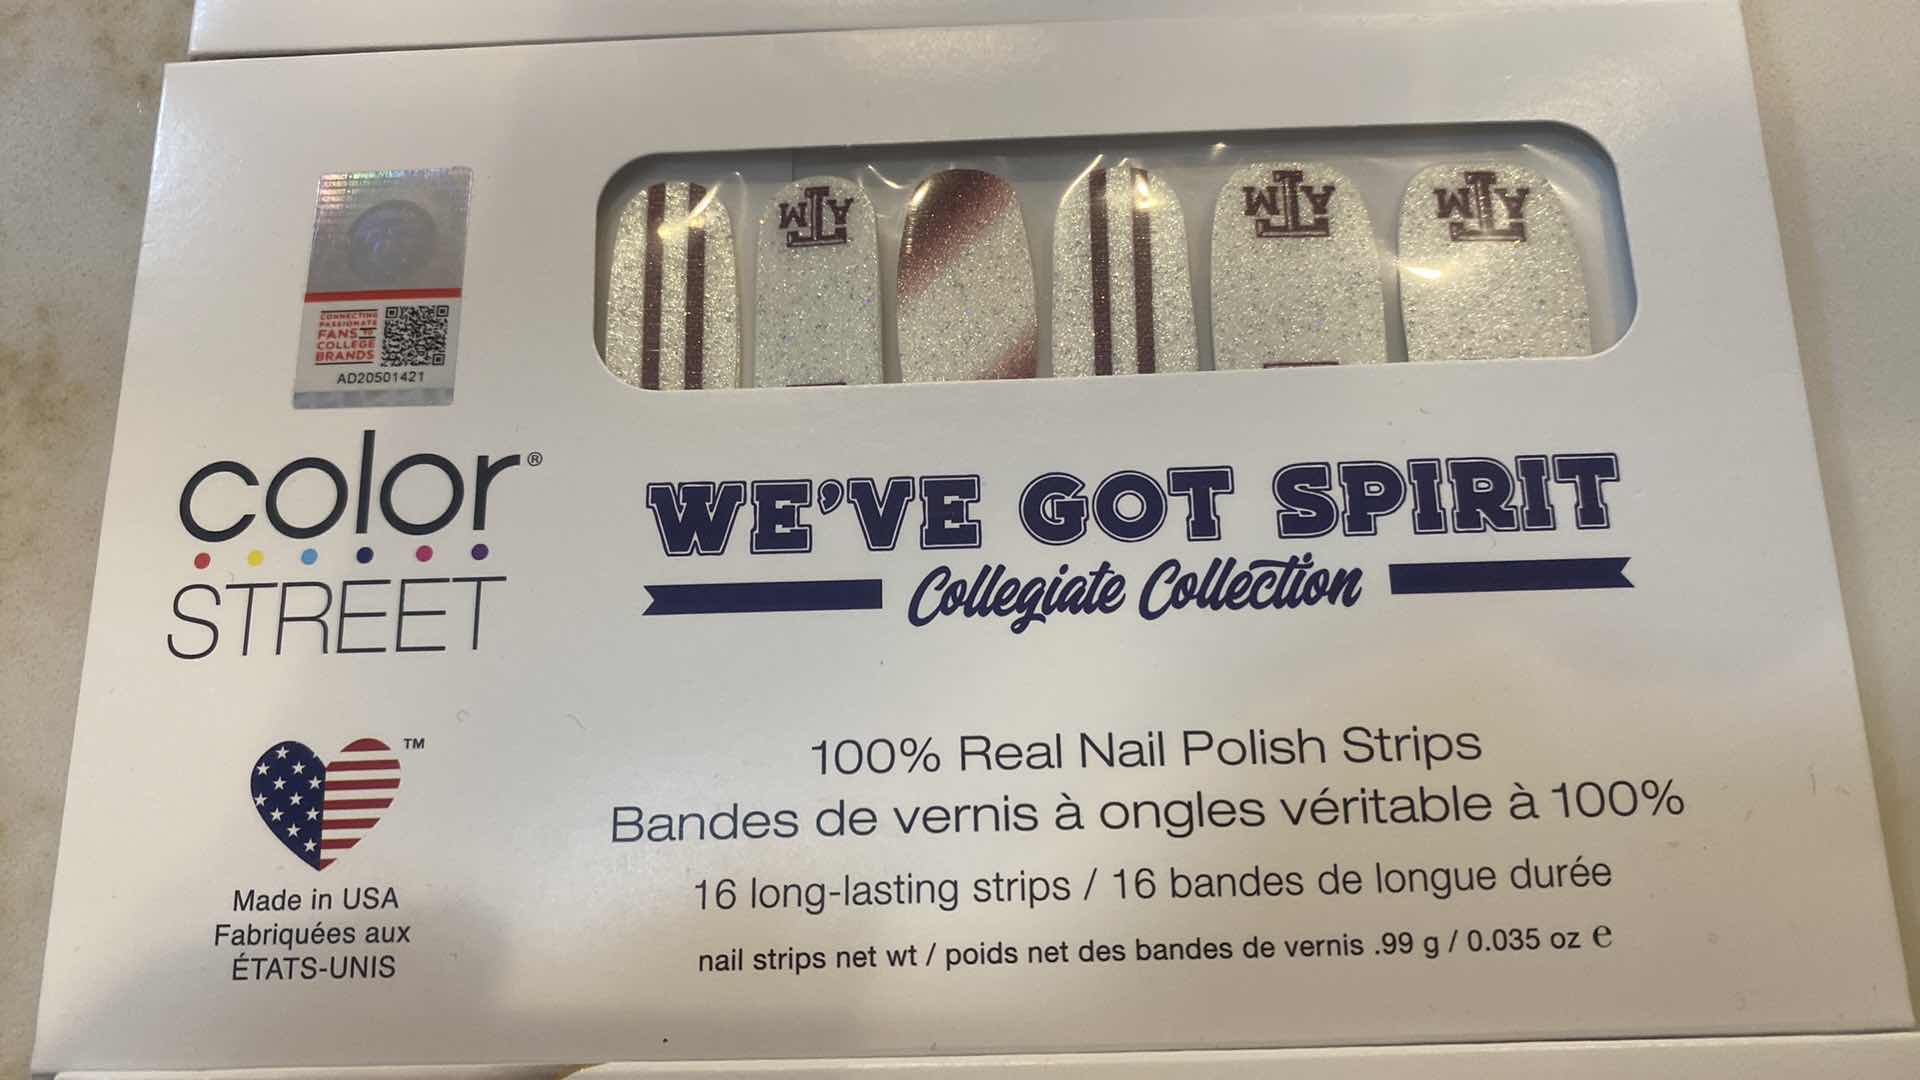 CONNECTING
PASSIONATE
FANS TO
COLLEGE
BRANDS
AD20501421
color®
STREET
ATM
ATM
ATM
WE'VE GOT SPIRIT
Collegiate Collection
100% Real Nail Polish Strips
Bandes de vernis à ongles véritable à 100%
16 long-lasting strips / 16 bandes de longue durée
nail strips net wt / poids net des bandes de vernis .99 g / 0.035 oz e
TM
Made in USA
Fabriquées aux
ÉTATS-UNIS